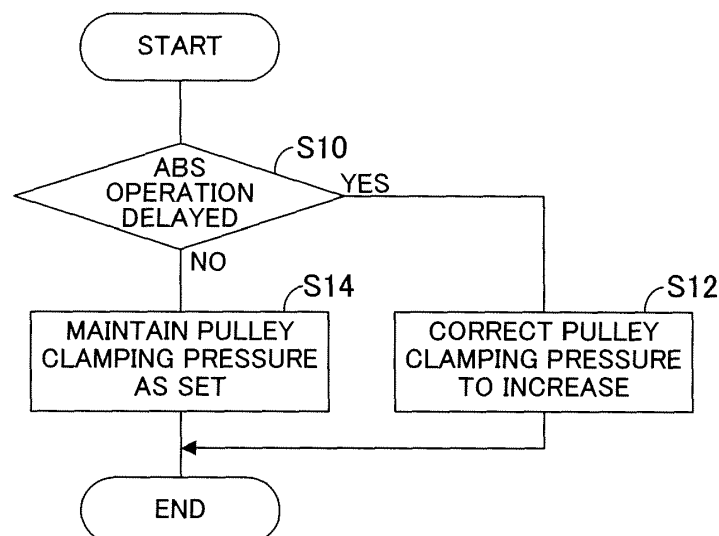 START
S10
ABS
OPERATION
DELAYED
YES
NO
S14
MAINTAIN PULLEY
CLAMPING PRESSURE
AS SET
S12
CORRECT PULLEY
CLAMPING PRESSURE
TO INCREASE
END